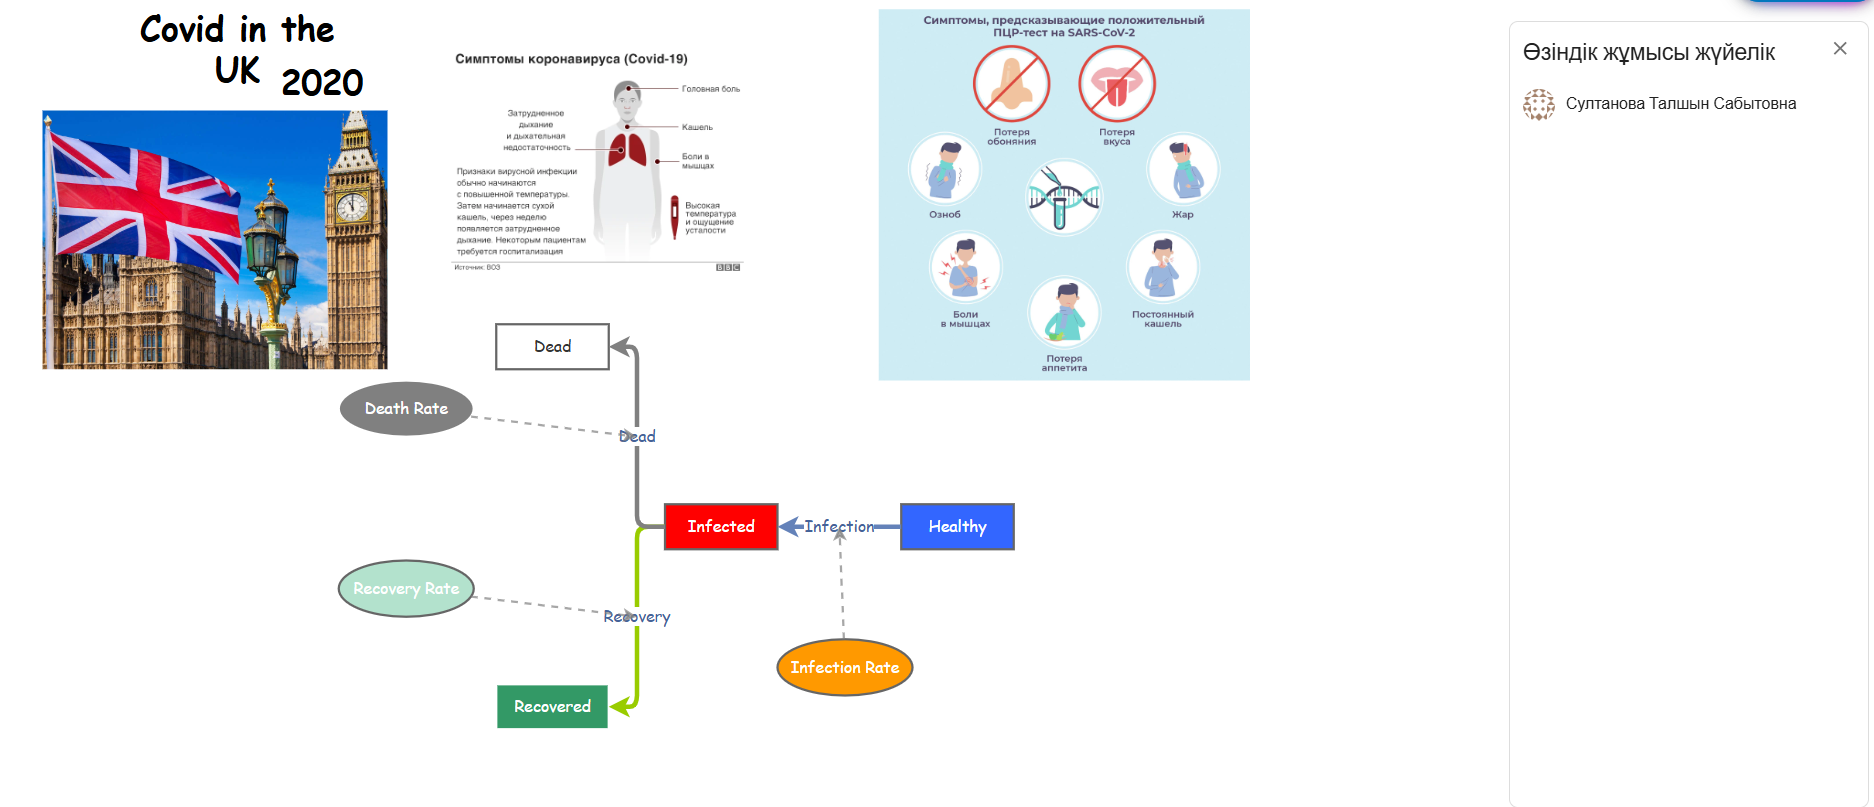 Covid in the
UK 2020
Симптомы коронавируса (Covid-19)
Головная боль
Затрудненное
дыхание
и дыхательная
недостаточность
Кашель
Боли в
мышцах
Признаки вирусной инфекции
обычно начинаются
с повышенной температуры.
Затем начинается сухой
кашель, через неделю
появляется затрудненное
дыхание. Некоторым пациентам
требуется госпитализация
Высокая
температура
и ощущение
усталости
Источник: ВОЗ
BBC
Симптомы, предсказывающие положительный
ПЦР-тест на SARS-CoV-2
Потеря
обоняния
Потеря
вкуса
Озноб
Жар
Боли
в мышцах
Постоянный
кашель
Потеря
аппетита
Dead
Death Rate
Dead
Infected
Infection
Healthy
Recovery Rate
Recovery
Infection Rate
Recovered
Өзіндік жұмысы жүйелік
Султанова Талшын Сабытовна